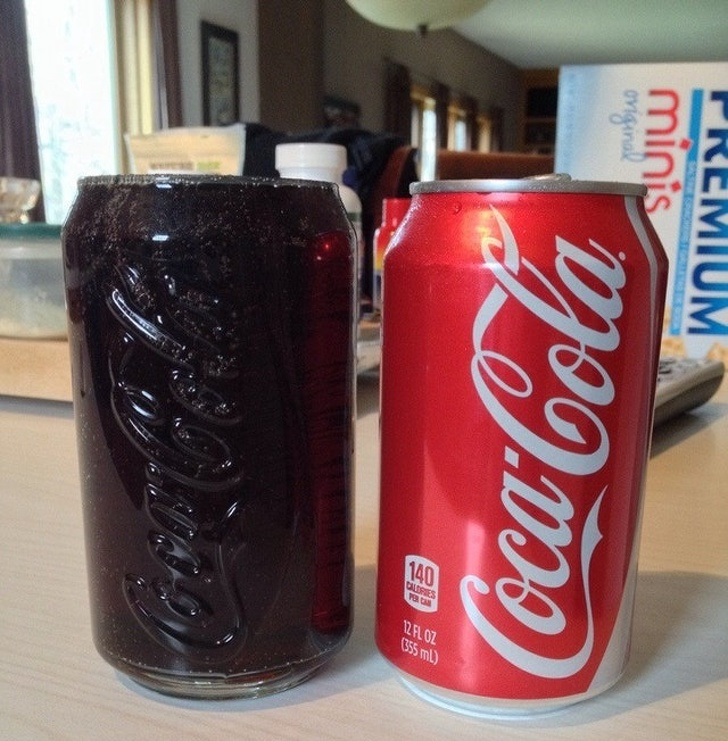 Coca-Cola
Coca-Cola
140
CALORIES
PER CAN
12 FL OZ
(355 mL)
PREMIUM
minis
original